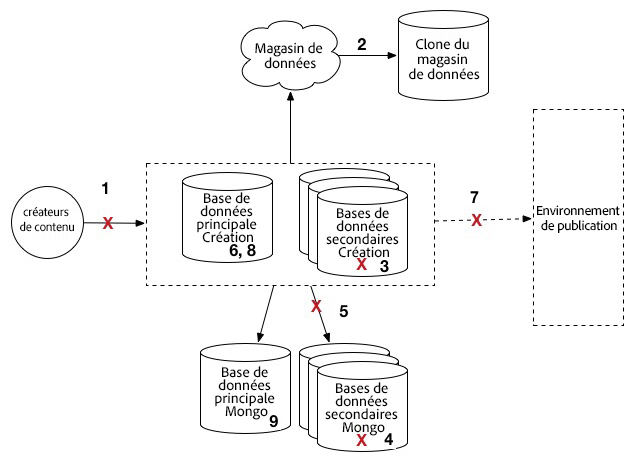 Magasin de
données
2
Clone du
magasin
de données
1
créateurs
de contenu
X
Base de
données
principale
Création
6, 8
Bases de
données
secondaires
Création
X 3
7
X
Environnement
de publication
X 5
Base de
données
principale
Mongo
9
Bases de
données
secondaires
Mongo
X 4